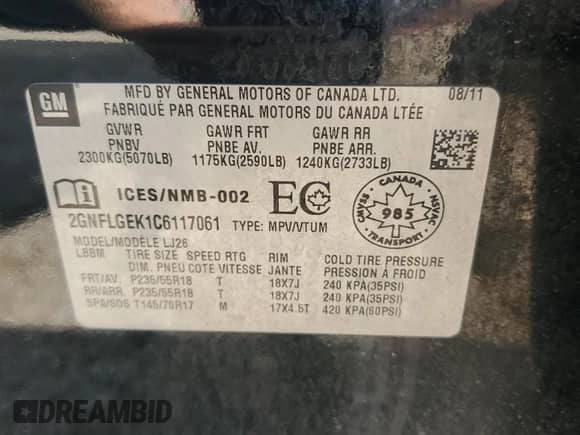 GM
MFD BY GENERAL MOTORS OF CANADA LTD. 08/11
FABRIQUÉ PAR GENERAL MOTORS DU CANADA LTÉE
GVWR GAWR FRT GAWR RR
PNBV PNBE AV. PNBE ARR.
2300KG(5070LB) 1175KG(2590LB) 1240KG(2733LB)
i ICES/NMB-002 EC CANADA
2GNFLGEK1C6117061 TYPE: MPV/VTUM CMVSS 985 NSVAC
MODEL/MODÈLE LJ26 TRANSPORT
LBBM TIRE SIZE SPEED RTG RIM COLD TIRE PRESSURE
DIM. PNEU COTE VITESSE JANTE PRESSION À FROID
FRT/AV. P235/55R18 T 18X7J 240 KPA(35PSI)
RR/ARR. P235/55R18 T 18X7J 240 KPA(35PSI)
SPA/SOS T145/70R17 M 17X4.5T 420 KPA(60PSI)
DREAMBID